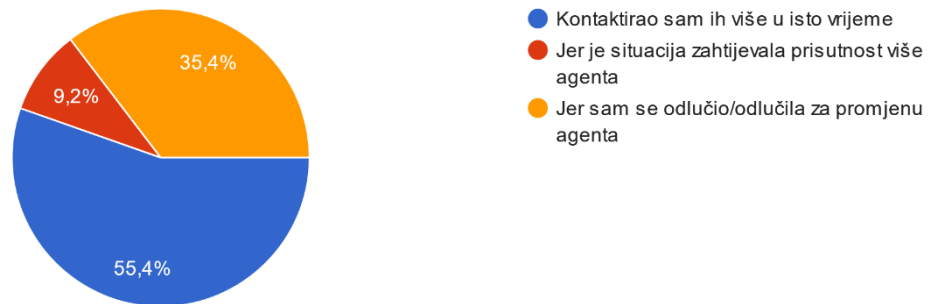 35,4%
9,2%
55,4%
Kontaktirao sam ih više u isto vrijeme
Jer je situacija zahtijevala prisutnost više
agenta
Jer sam se odlučio/odlučila za promjenu
agenta